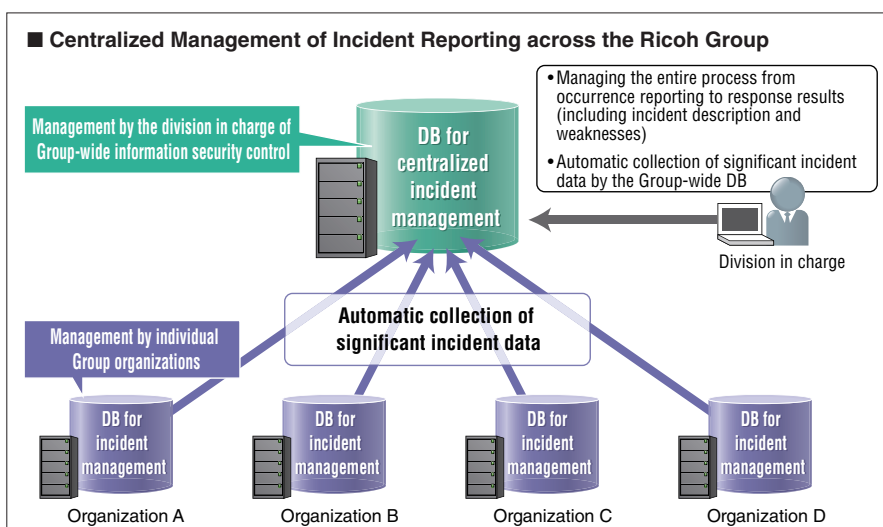 ■ Centralized Management of Incident Reporting across the Ricoh Group
Management by the division in charge of
Group-wide information security control
DB for
centralized
incident
management
•Managing the entire process from
occurrence reporting to response results
(including incident description and
weaknesses)
•Automatic collection of significant incident
data by the Group-wide DB
Division in charge
Automatic collection of
significant incident data
Management by individual
Group organizations
DB for
incident
management
Organization A
DB for
incident
management
Organization B
DB for
incident
management
Organization C
DB for
incident
management
Organization D